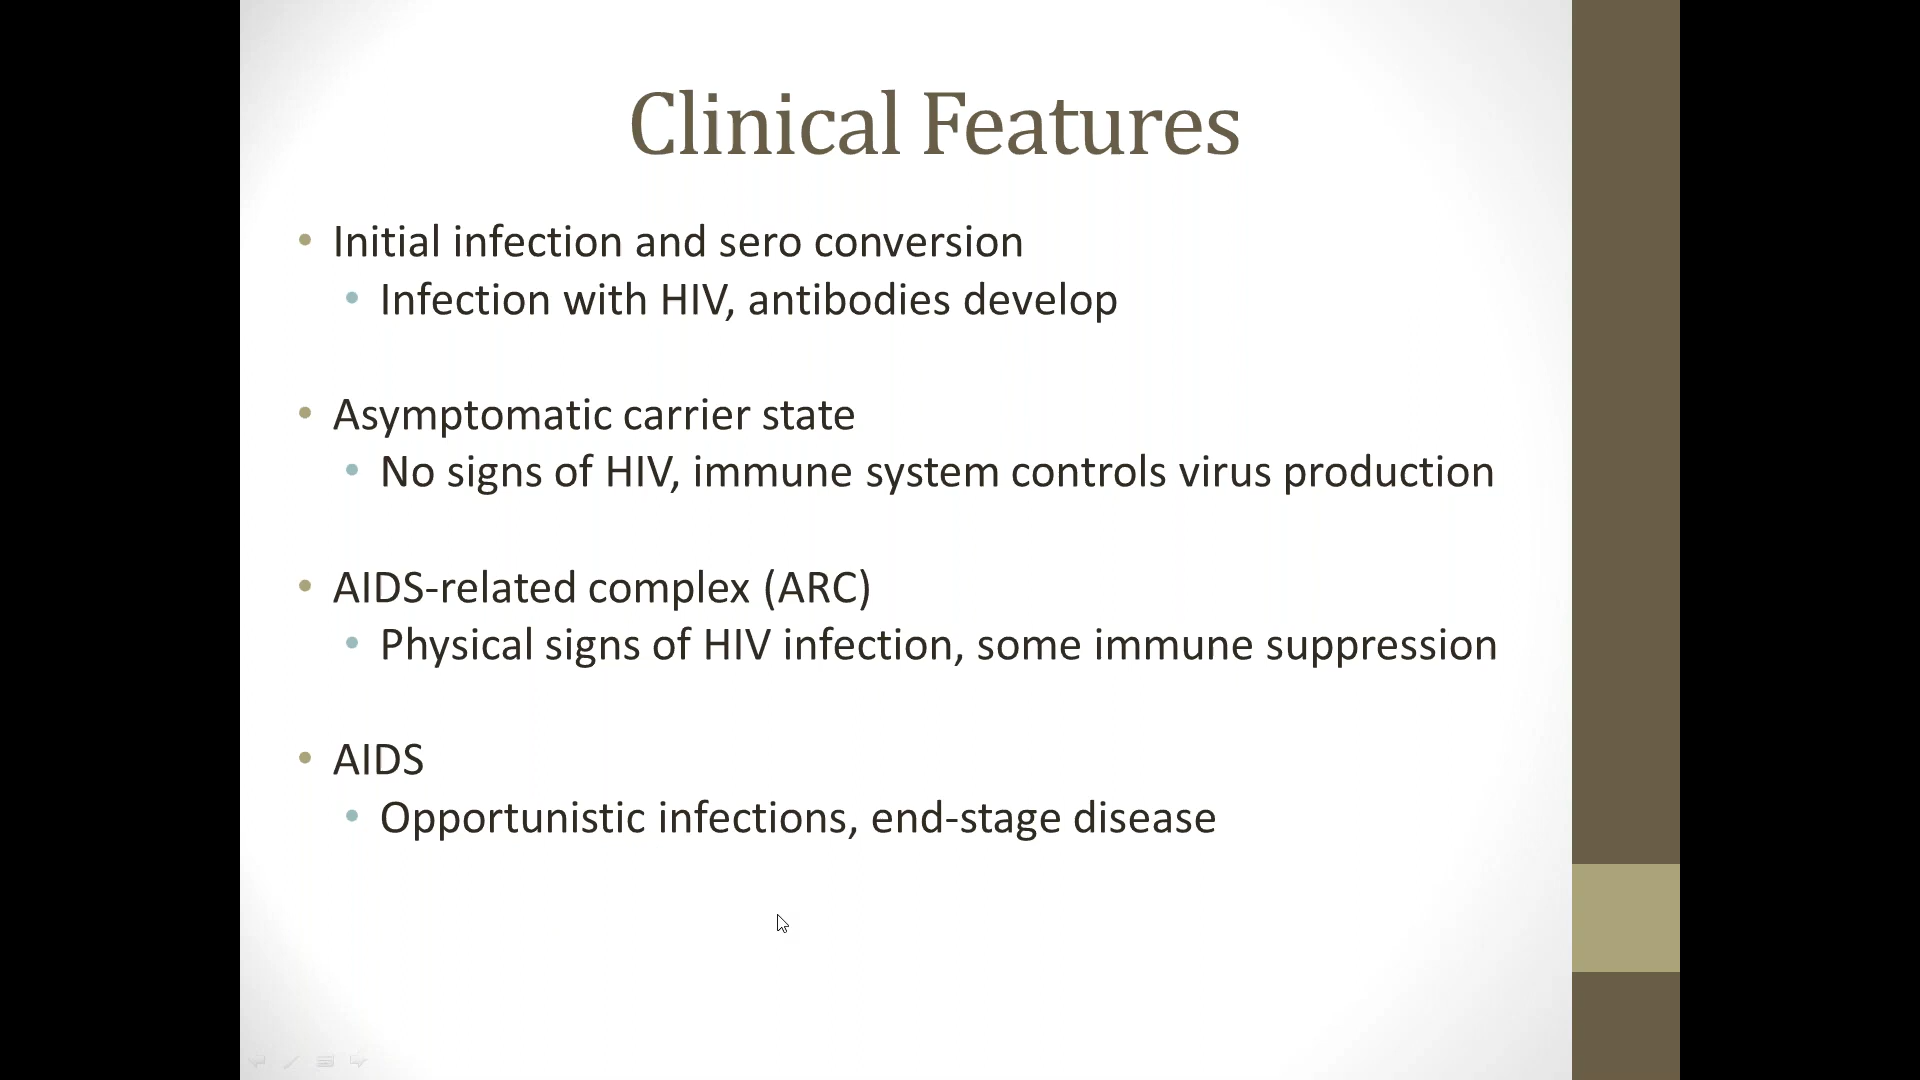 Clinical Features
• Initial infection and sero conversion
• Infection with HIV, antibodies develop
• Asymptomatic carrier state
• No signs of HIV, immune system controls virus production
• AIDS-related complex (ARC)
• Physical signs of HIV infection, some immune suppression
• AIDS
• Opportunistic infections, end-stage disease